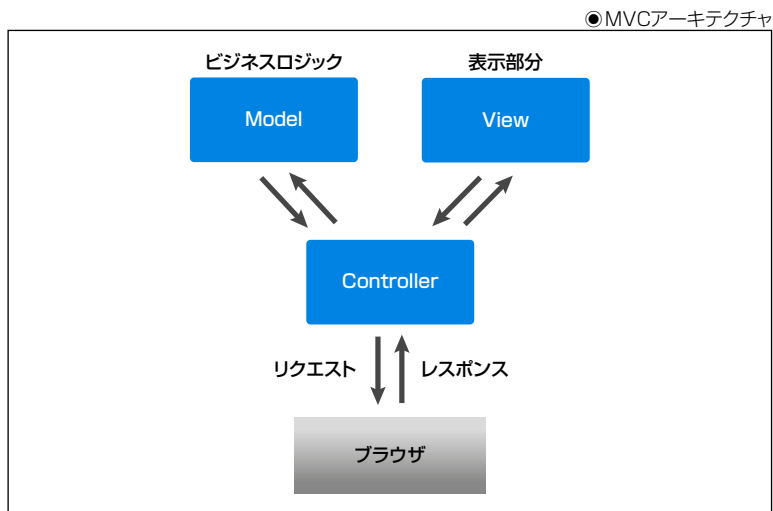 ◉MVCアーキテクチャ
ビジネスロジック
表示部分
Model
View
Controller
リクエスト
レスポンス
ブラウザ